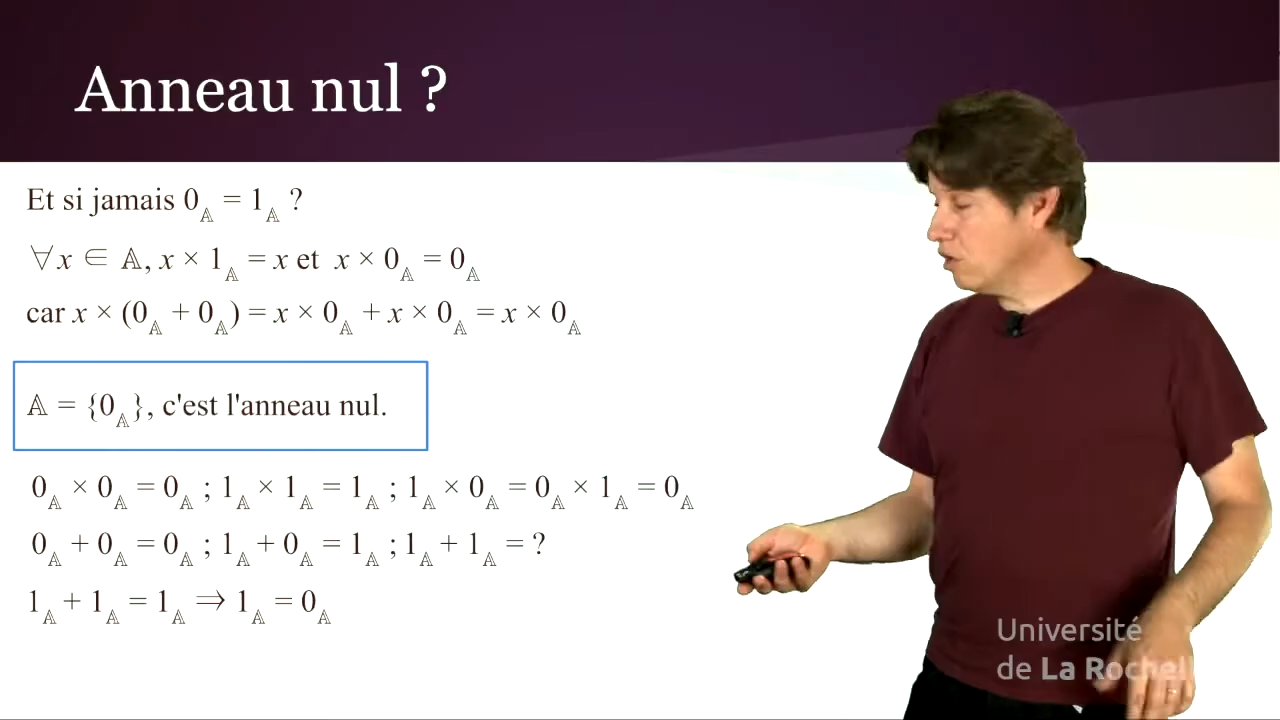 Anneau nul ?
Et si jamais 0𝔸 = 1𝔸 ?
∀x ∈ 𝔸, x × 1𝔸 = x et x × 0𝔸 = 0𝔸
car x × (0𝔸 + 0𝔸) = x × 0𝔸 + x × 0𝔸 = x × 0𝔸
𝔸 = {0𝔸}, c'est l'anneau nul.
0𝔸 × 0𝔸 = 0𝔸 ; 1𝔸 × 1𝔸 = 1𝔸 ; 1𝔸 × 0𝔸 = 0𝔸 × 1𝔸 = 0𝔸
0𝔸 + 0𝔸 = 0𝔸 ; 1𝔸 + 0𝔸 = 1𝔸 ; 1𝔸 + 1𝔸 = ?
1𝔸 + 1𝔸 = 1𝔸 ⇒ 1𝔸 = 0𝔸
Université
de La Rochell